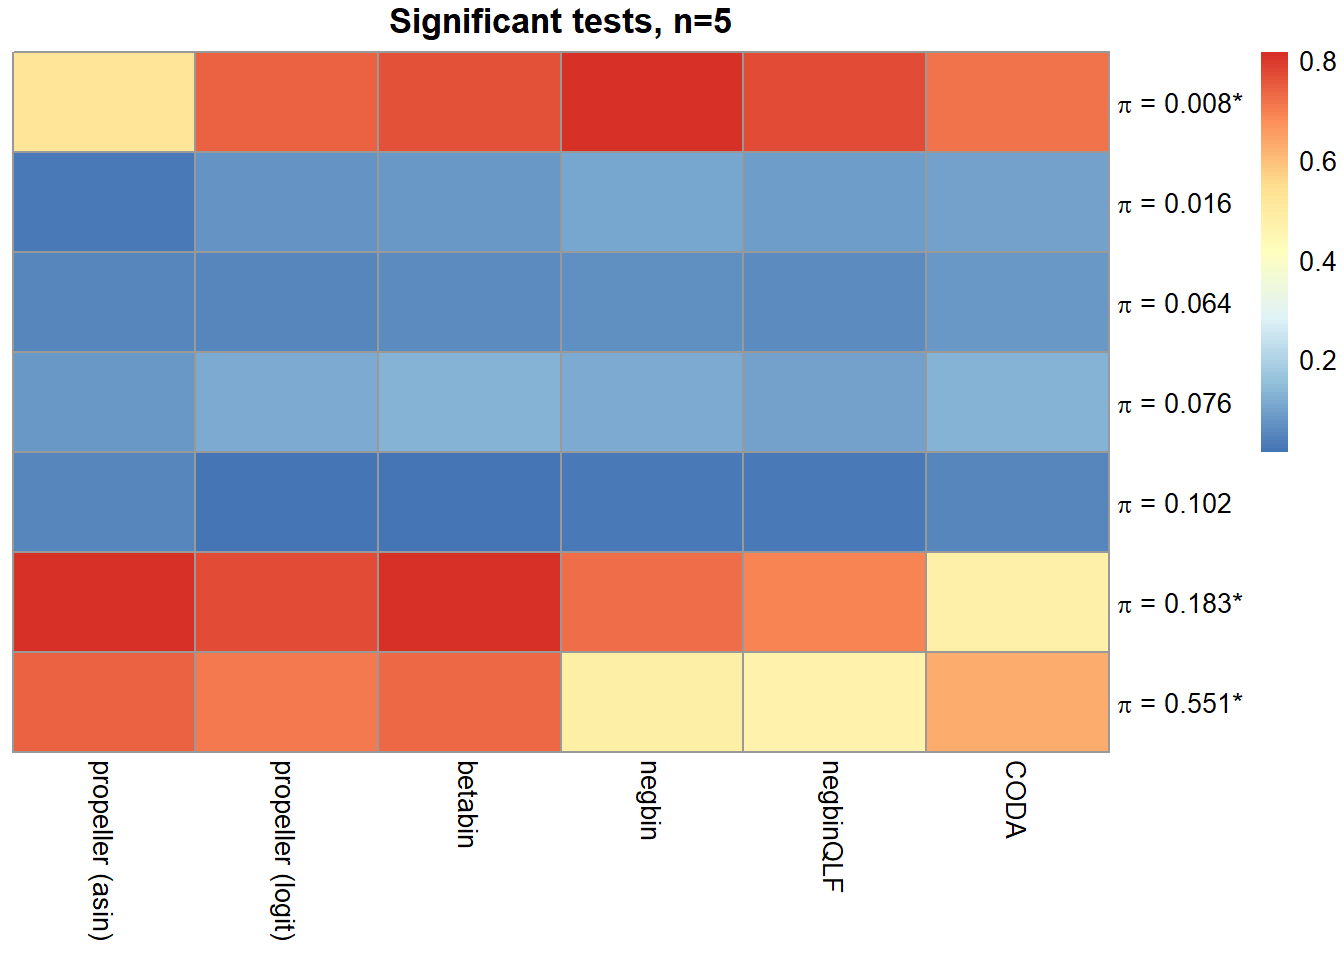 Significant tests, n=5
0.8
0.6
0.4
0.2
π = 0.008*
π = 0.016
π = 0.064
π = 0.076
π = 0.102
π = 0.183*
π = 0.551*
propeller (asin)
propeller (logit)
betabin
negbin
negbinQLF
CODA